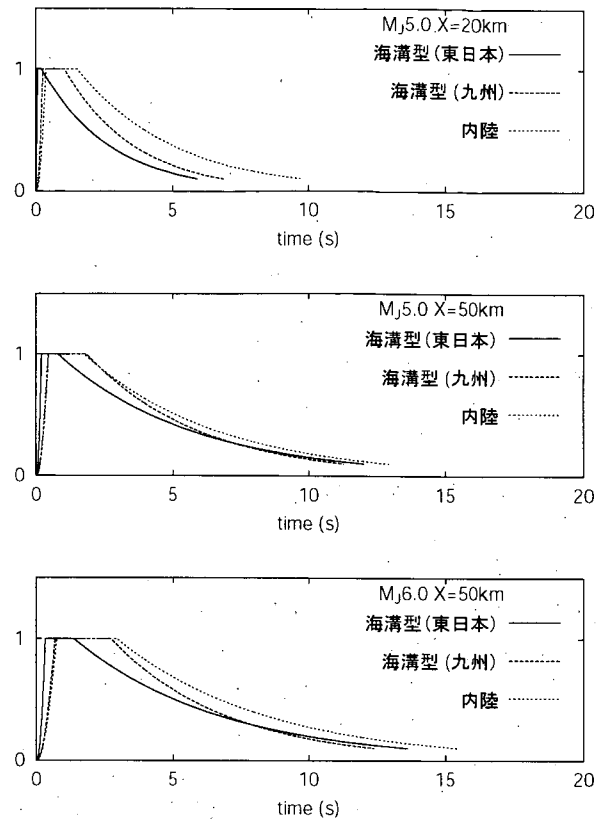 MJ5.0 X=20km
海溝型(東日本)
海溝型(九州)
内陸
1
0
0 5 10 15 20
time (s)
MJ5.0 X=50km
海溝型(東日本)
海溝型(九州)
内陸
1
0
0 5 10 15 20
time (s)
MJ6.0 X=50km
海溝型(東日本)
海溝型(九州)
内陸
1
0
0 5 10 15 20
time (s)